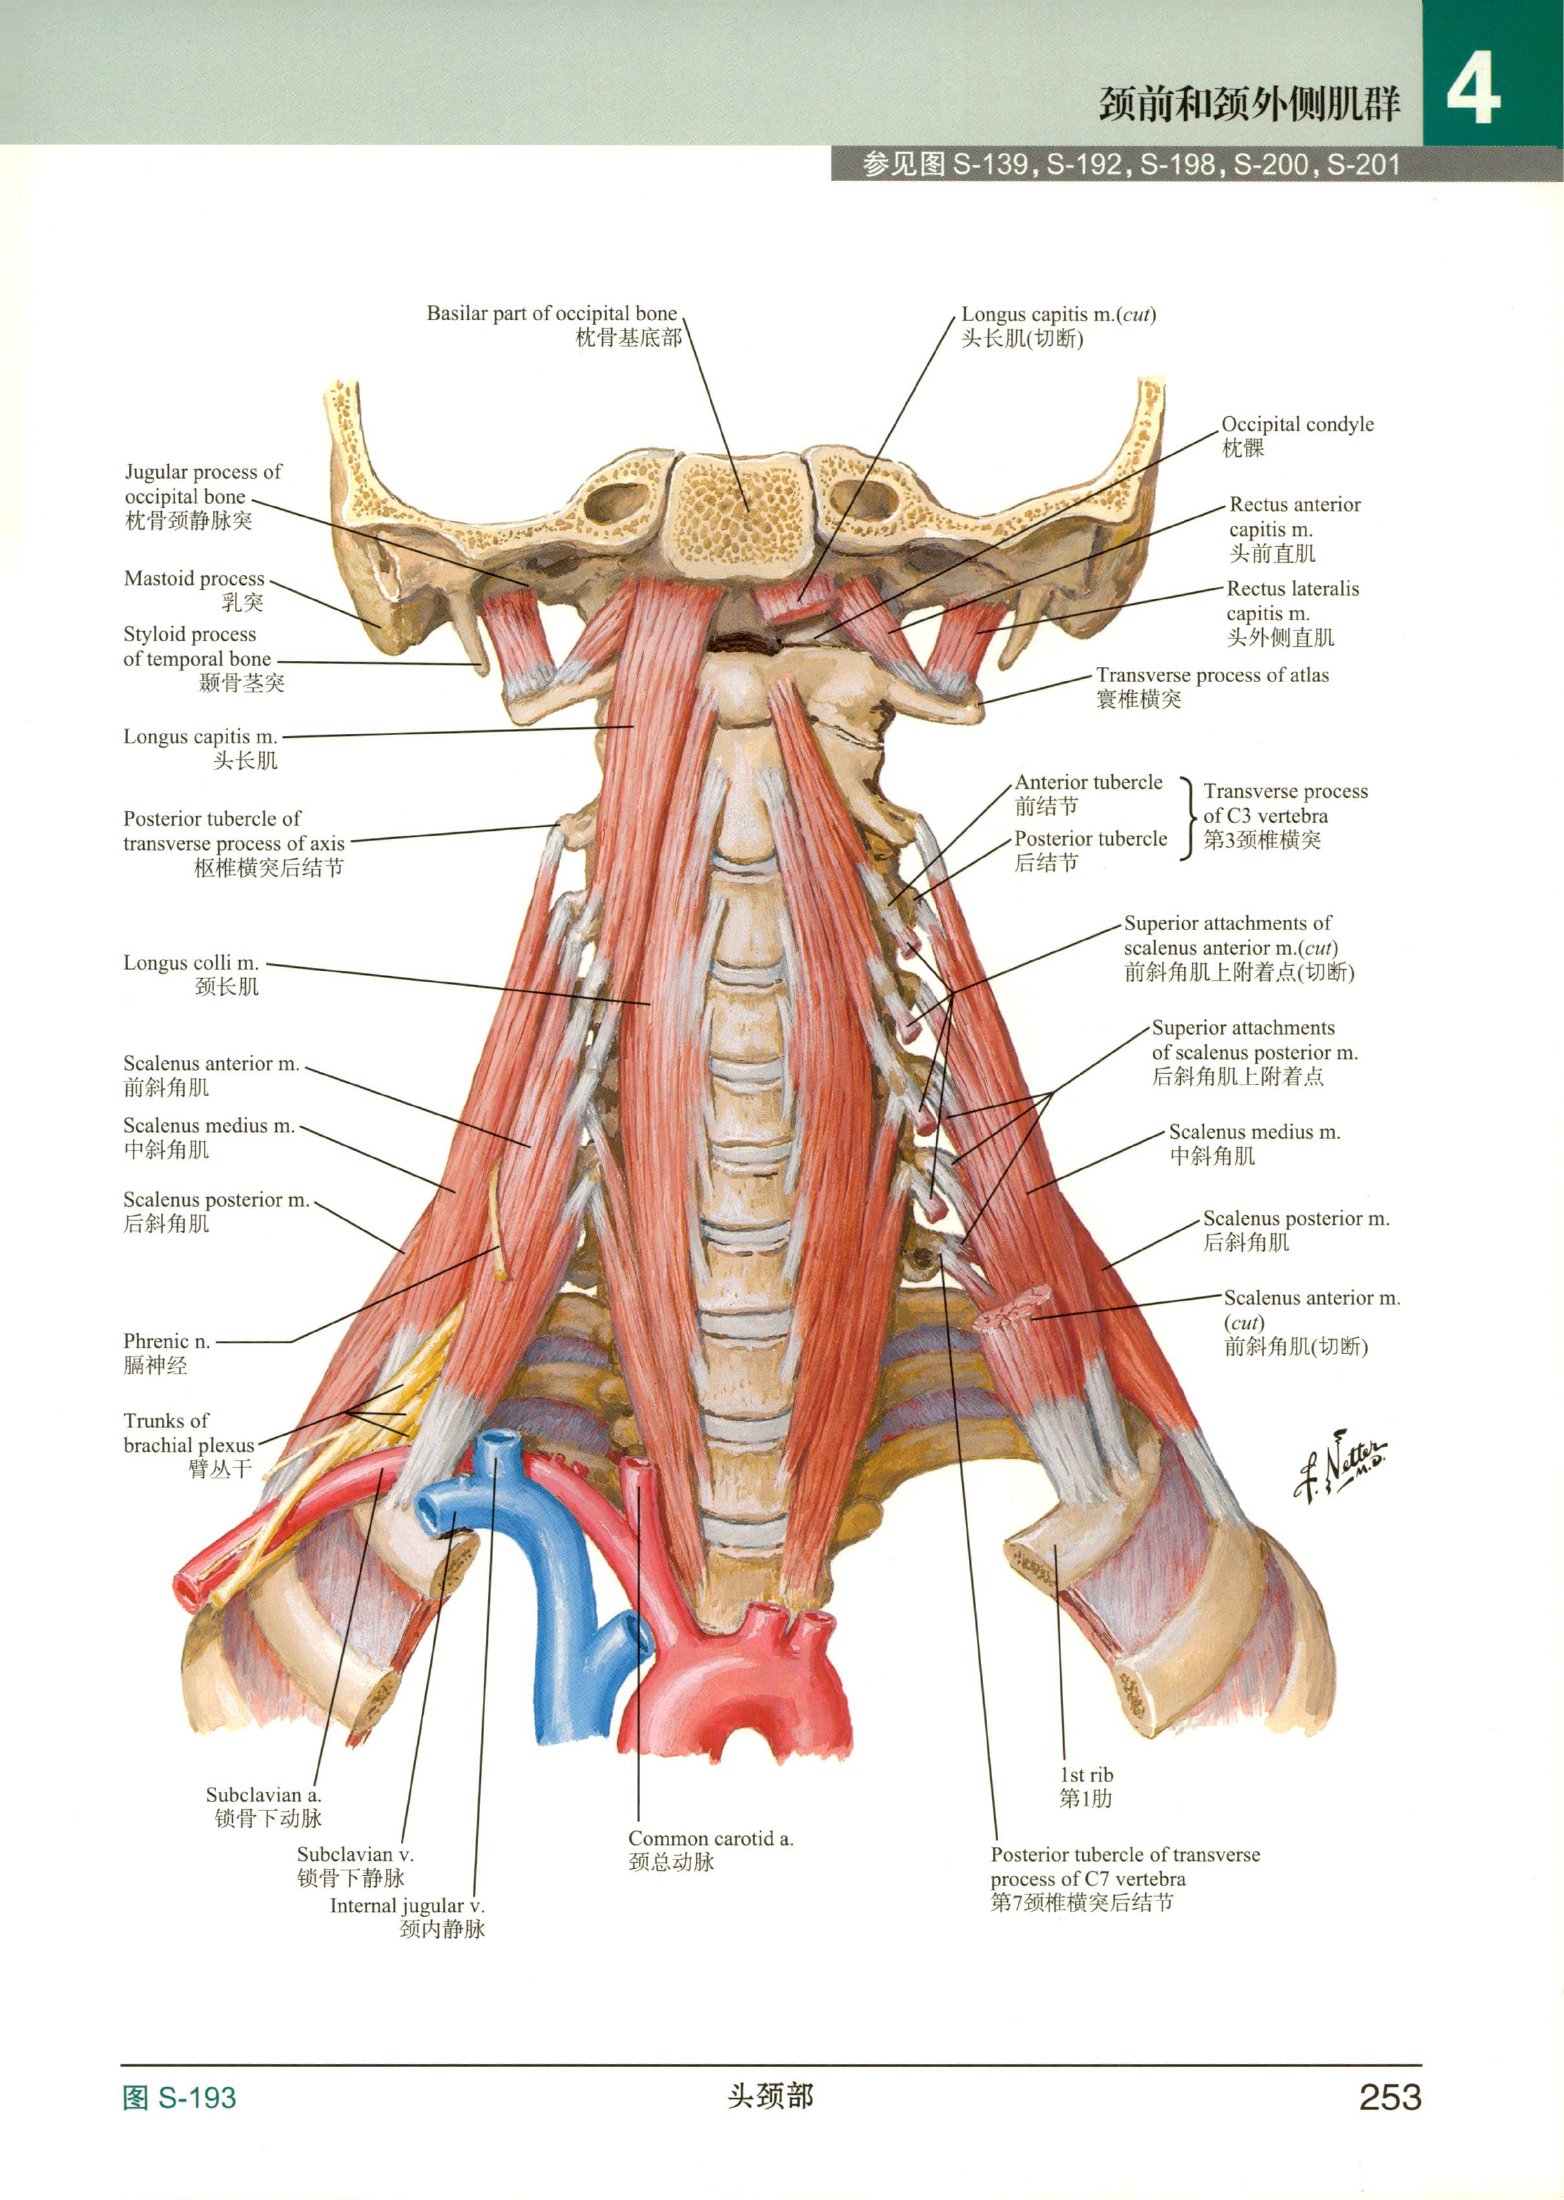 颈前和颈外侧肌群
4
参见图 S-139, S-192, S-198, S-200, S-201
Basilar part of occipital bone
枕骨基底部
Longus capitis m.(cut)
头长肌(切断)
Occipital condyle
枕髁
Jugular process of
occipital bone
枕骨颈静脉突
Rectus anterior
capitis m.
头前直肌
Mastoid process
乳突
Rectus lateralis
capitis m.
头外侧直肌
Styloid process
of temporal bone
颞骨茎突
Transverse process of atlas
寰椎横突
Longus capitis m.
头长肌
Anterior tubercle
前结节
Posterior tubercle
后结节
Transverse process
of C3 vertebra
第3颈椎横突
Posterior tubercle of
transverse process of axis
枢椎横突后结节
Superior attachments of
scalenus anterior m.(cut)
前斜角肌上附着点(切断)
Longus colli m.
颈长肌
Superior attachments
of scalenus posterior m.
后斜角肌上附着点
Scalenus anterior m.
前斜角肌
Scalenus medius m.
中斜角肌
Scalenus medius m.
中斜角肌
Scalenus posterior m.
后斜角肌
Scalenus posterior m.
后斜角肌
Scalenus anterior m.
(cut)
前斜角肌(切断)
Phrenic n.
膈神经
Trunks of
brachial plexus
臂丛干
F. Netter
M.D.
1st rib
第1肋
Subclavian a.
锁骨下动脉
Common carotid a.
颈总动脉
Subclavian v.
锁骨下静脉
Posterior tubercle of transverse
process of C7 vertebra
第7颈椎横突后结节
Internal jugular v.
颈内静脉
图 S-193
头颈部
253